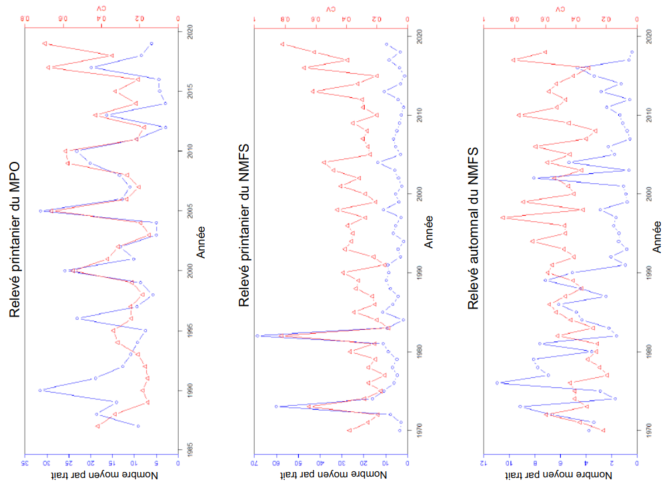 Relevé printanier du MPO
CV
0.8 0.6 0.4 0.2 0
2020
2015
2010
2005
2000
1995
1990
1985
Année
35 30 25 20 15 10 5 0
Nombre moyen par trait
Relevé printanier du NMFS
CV
1 0.8 0.6 0.4 0.2 0
2020
2010
2000
1990
1980
1970
Année
70 60 50 40 30 20 10 0
Nombre moyen par trait
Relevé automnal du NMFS
CV
0.8 0.6 0.4 0.2 0
2020
2010
2000
1990
1980
1970
Année
12 10 8 6 4 2 0
Nombre moyen par trait